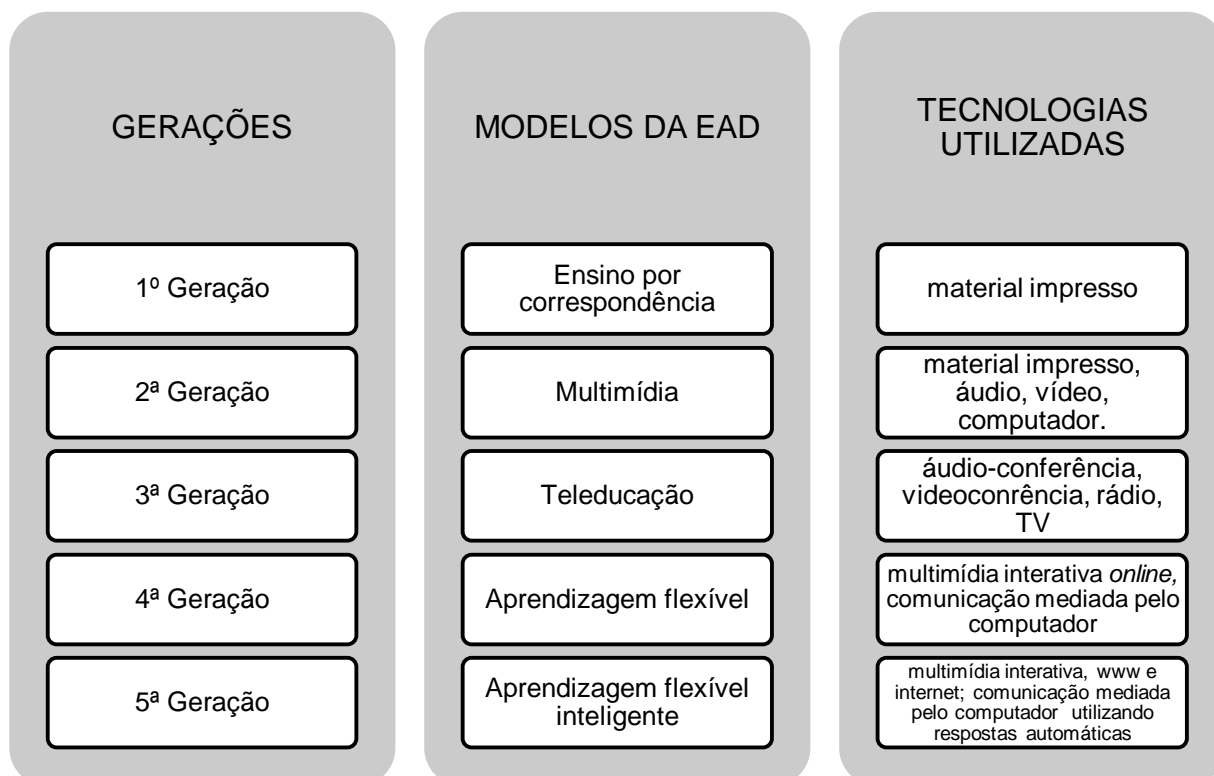 GERAÇÕES
1º Geração
2ª Geração
3ª Geração
4ª Geração
5ª Geração
MODELOS DA EAD
Ensino por
correspondência
Multimídia
Teleducação
Aprendizagem flexível
Aprendizagem flexível
inteligente
TECNOLOGIAS
UTILIZADAS
material impresso
material impresso,
áudio, vídeo,
computador.
áudio-conferência,
videoconrência, rádio,
TV
multimídia interativa online,
comunicação mediada pelo
computador
multimídia interativa, www e
internet; comunicação mediada
pelo computador utilizando
respostas automáticas